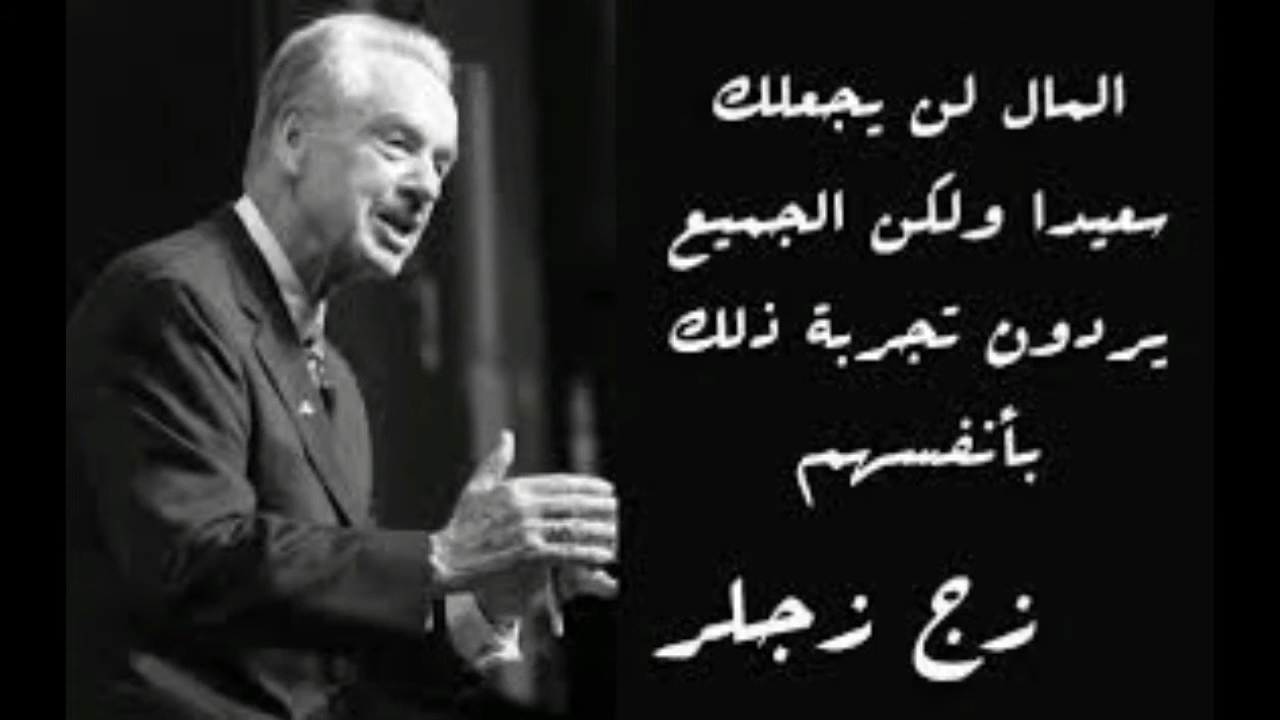 المال لن يجعلك
سعيدا ولكن الجميع
يردون تجربة ذلك
بأنفسهم
زج زجلر